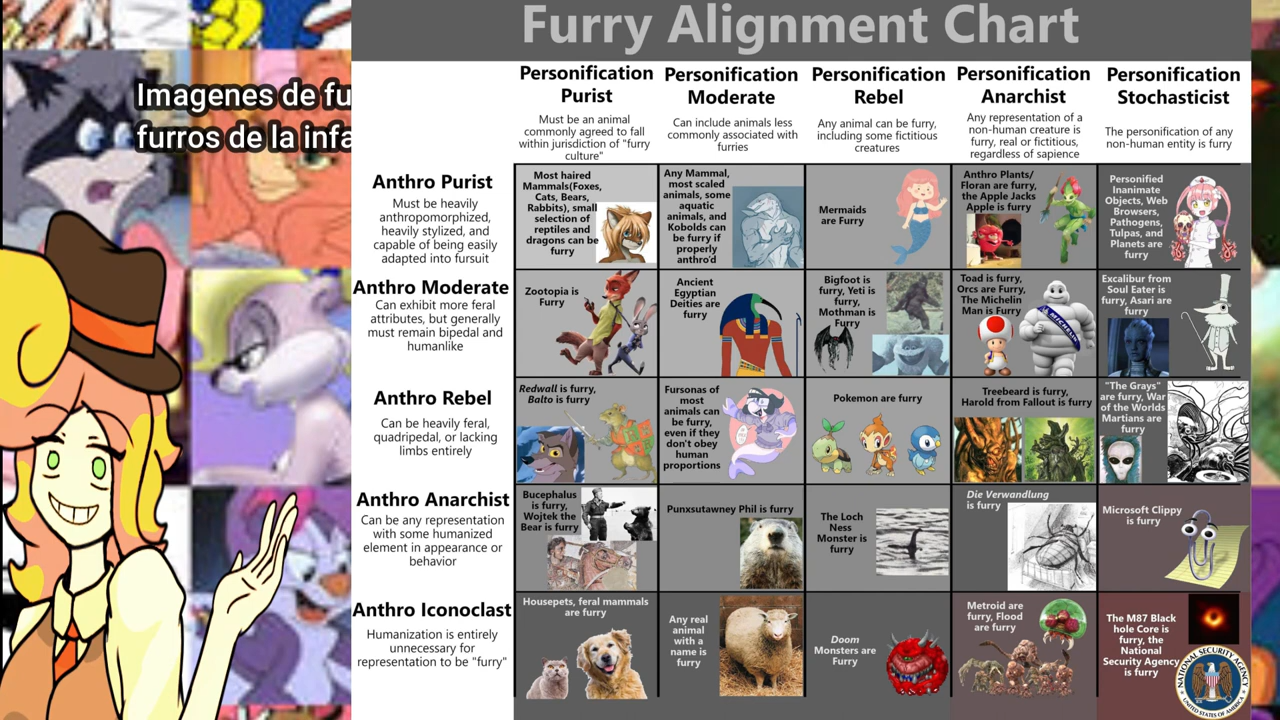 Furry Alignment Chart
Imagenes de fu
furros de la infa
Personification
Purist
Must be an animal
commonly agreed to fall
within jurisdiction of "furry
culture"
Personification
Moderate
Can include animals less
commonly associated with
furries
Personification
Rebel
Any animal can be furry,
including some fictitious
creatures
Personification
Anarchist
Any representation of a
non-human creature is
furry, real or fictitious,
regardless of sapience
Personification
Stochasticist
The personification of any
non-human entity is furry
Anthro Purist
Must be heavily
anthropomorphized,
heavily stylized, and
capable of being easily
adapted into fursuit
Most haired
Mammals(Foxes,
Cats, Bears,
Rabbits), small
selection of
reptiles and
dragons can be
furry
Any Mammal,
most scaled
animals, some
aquatic
animals, and
Kobolds can
be furry if
properly
anthro'd
Mermaids
are Furry
Anthro Plants/
Floran are furry,
the Apple Jacks
Apple is furry
Personified
Inanimate
Objects, Web
Browsers,
Pathogens,
Tulpas, and
Planets are
furry
Anthro Moderate
Can exhibit more feral
attributes, but generally
must remain bipedal and
humanlike
Zootopia is
Furry
Ancient
Egyptian
Deities are
furry
Bigfoot is
furry, Yeti is
furry,
Mothman is
Furry
Toad is furry,
Orcs are Furry,
The Michelin
Man is Furry
MICHELIN
Excalibur from
Soul Eater is
furry, Asari are
furry
Anthro Rebel
Can be heavily feral,
quadripedal, or lacking
limbs entirely
Redwall is furry,
Balto is furry
Fursonas of
most
animals can
be furry,
even if they
don't obey
human
proportions
Pokemon are furry
Treebeard is furry,
Harold from Fallout is furry
"The Grays"
are furry, War
of the Worlds
Martians are
furry
Anthro Anarchist
Can be any representation
with some humanized
element in appearance or
behavior
Bucephalus
is furry,
Wojtek the
Bear is furry
Punxsutawney Phil is furry
The Loch
Ness
Monster is
furry
Die Verwandlung
is furry
Microsoft Clippy
is furry
Anthro Iconoclast
Humanization is entirely
unnecessary for
representation to be "furry"
Housepets, feral mammals
are furry
Any real
animal
with a
name is
furry
Doom
Monsters are
Furry
Metroid are
furry, Flood
are furry
The M87 Black
hole Core is
furry, the
National
Security Agency
is furry
NATIONAL SECURITY AGENCY
UNITED STATES OF AMERICA